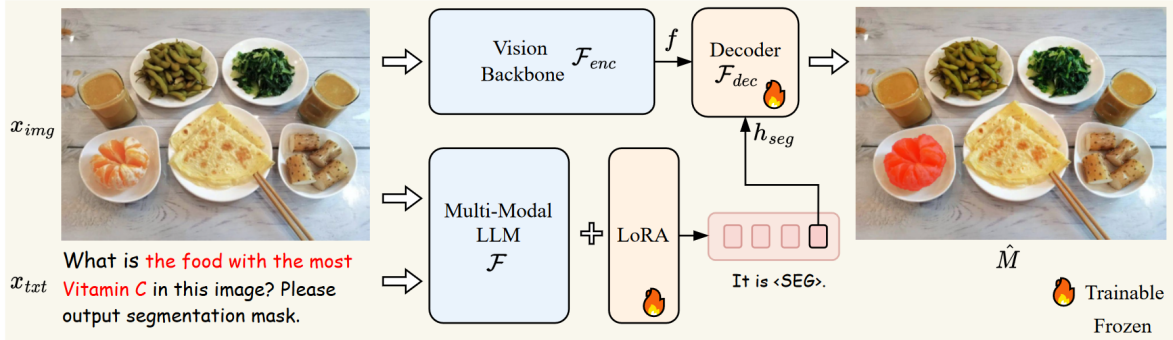 x_img
x_txt
What is the food with the most
Vitamin C in this image? Please
output segmentation mask.
Vision
Backbone
F_enc
f
Decoder
F_dec
h_seg
Multi-Modal
LLM
F
LoRA
It is <SEG>.
M̂
Trainable
Frozen